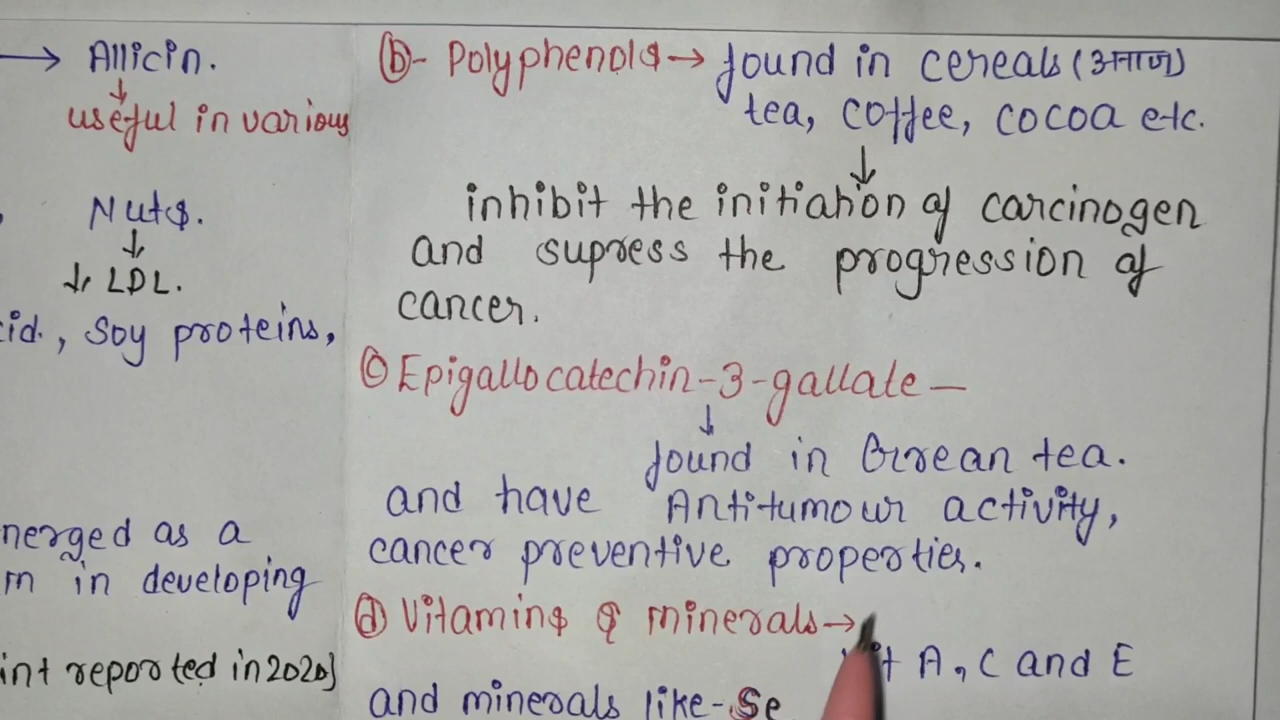 → Allicin.
↓
useful in various
Nuts.
↓
↓ LDL.
cid., Soy proteins,
merged as a
m in developing
int reported in 2020]
(b)- Polyphenols → found in cereals (अनाज)
tea, coffee, cocoa etc.
↓
inhibit the initiation of carcinogen
and supress the progression of
cancer.
(c) Epigallocatechin-3-gallate —
↓
found in Grean tea.
and have Antitumour activity,
cancer preventive properties.
(d) Vitamins & minerals →
A, C and E
and minerals like- Se